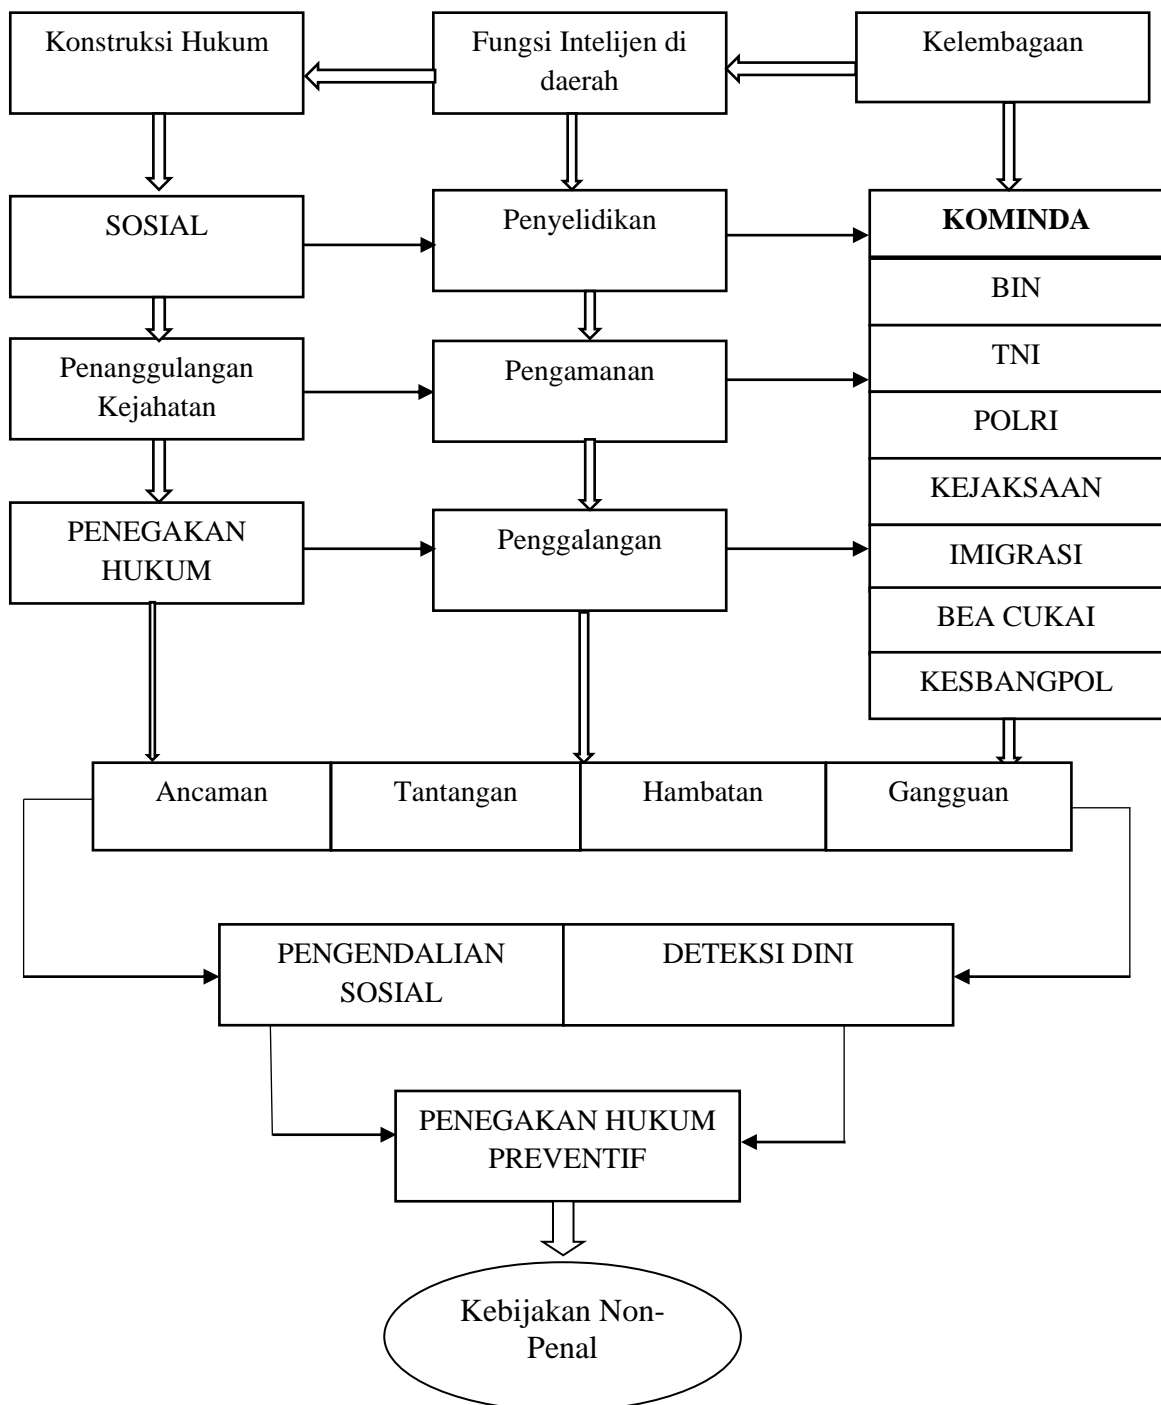 Konstruksi Hukum
Fungsi Intelijen di
daerah
Kelembagaan
SOSIAL
Penyelidikan
KOMINDA
BIN
TNI
Penanggulangan
Kejahatan
Pengamanan
POLRI
KEJAKSAAN
PENEGAKAN
HUKUM
Penggalangan
IMIGRASI
BEA CUKAI
KESBANGPOL
Ancaman
Tantangan
Hambatan
Gangguan
PENGENDALIAN
SOSIAL
DETEKSI DINI
PENEGAKAN HUKUM
PREVENTIF
Kebijakan Non-
Penal